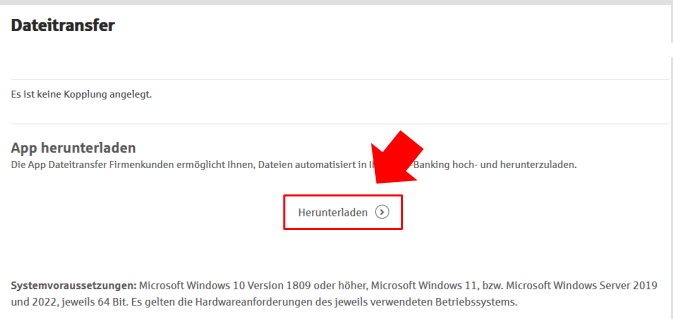 Dateitransfer
Es ist keine Kopplung angelegt.
App herunterladen
Die App Dateitransfer Firmenkunden ermöglicht Ihnen, Dateien automatisiert in Banking hoch- und herunterzuladen.
Herunterladen
Systemvoraussetzungen: Microsoft Windows 10 Version 1809 oder höher, Microsoft Windows 11, bzw. Microsoft Windows Server 2019
und 2022, jeweils 64 Bit. Es gelten die Hardwareanforderungen des jeweils verwendeten Betriebssystems.